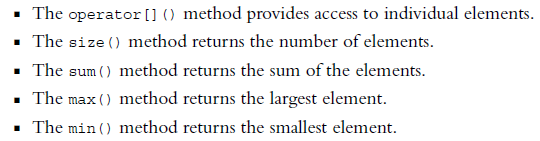 ▪ The operator[]() method provides access to individual elements.
▪ The size() method returns the number of elements.
▪ The sum() method returns the sum of the elements.
▪ The max() method returns the largest element.
▪ The min() method returns the smallest element.